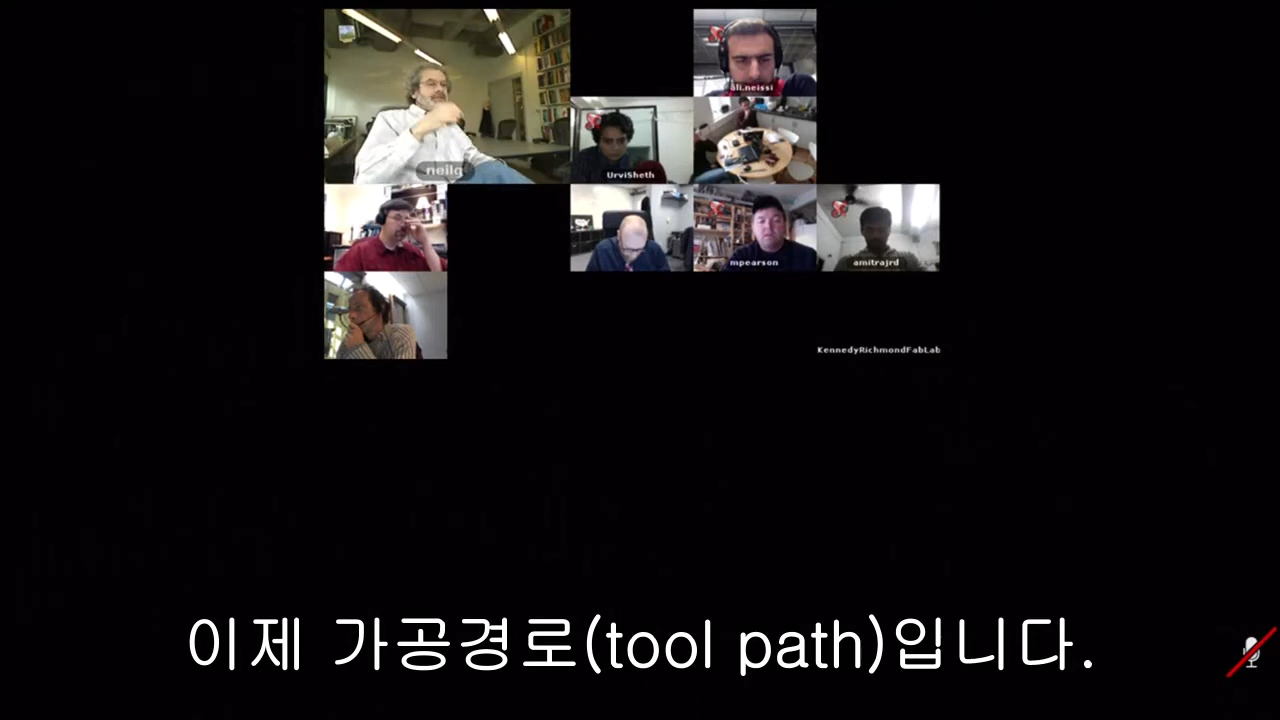 ali.neissi
neilg
UrviSheth
mpearson
amitrajrd
KennedyRichmondFabLab
이제 가공경로(tool path)입니다.